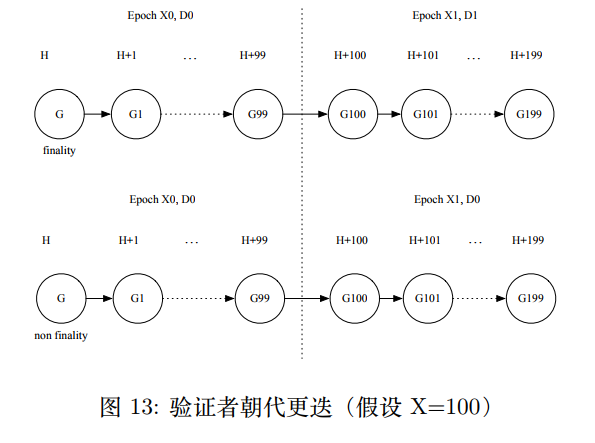 Epoch X0, D0 Epoch X1, D1
H H+1 … H+99 H+100 H+101 … H+199
G G1 G99 G100 G101 G199
finality
Epoch X0, D0 Epoch X1, D0
H H+1 … H+99 H+100 H+101 … H+199
G G1 G99 G100 G101 G199
non finality
图 13: 验证者朝代更迭（假设 X=100）